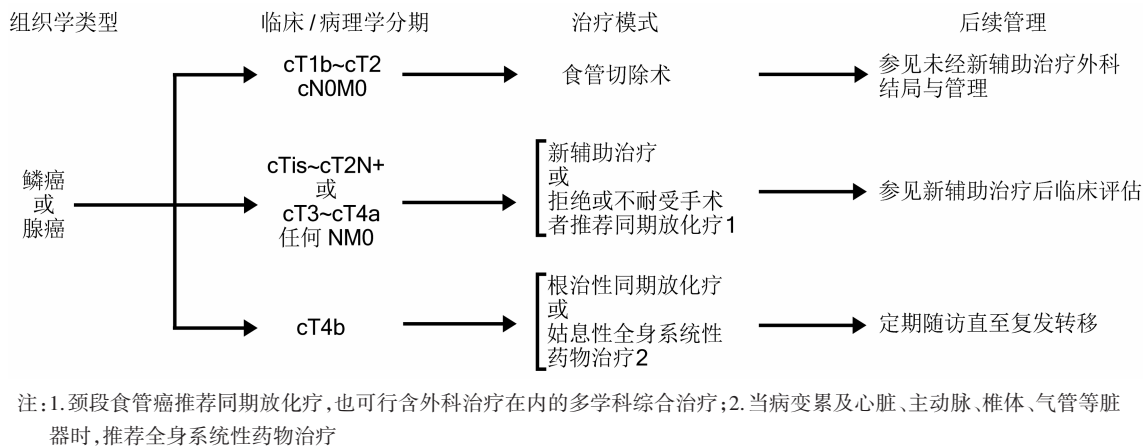 组织学类型 临床/病理学分期 治疗模式 后续管理
鳞癌
或
腺癌
cT1b~cT2
cN0M0
食管切除术
参见未经新辅助治疗外科
结局与管理
cTis~cT2N+
或
cT3~cT4a
任何 NM0
新辅助治疗
或
拒绝或不耐受手术
者推荐同期放化疗1
参见新辅助治疗后临床评估
cT4b
根治性同期放化疗
或
姑息性全身系统性
药物治疗2
定期随访直至复发转移
注:1.颈段食管癌推荐同期放化疗,也可行含外科治疗在内的多学科综合治疗;2.当病变累及心脏、主动脉、椎体、气管等脏
器时,推荐全身系统性药物治疗